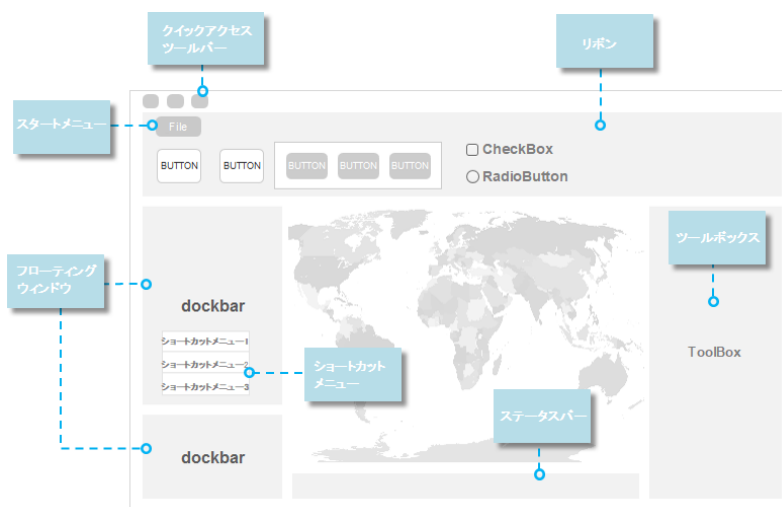 クイックアクセス
ツールバー
リボン
スタートメニュー
File
BUTTON
BUTTON
BUTTON
BUTTON
BUTTON
CheckBox
RadioButton
フローティング
ウィンドウ
dockbar
ショートカットメニュー1
ショートカットメニュー2
ショートカットメニュー3
ショートカット
メニュー
ツールボックス
ToolBox
ステータスバー
dockbar